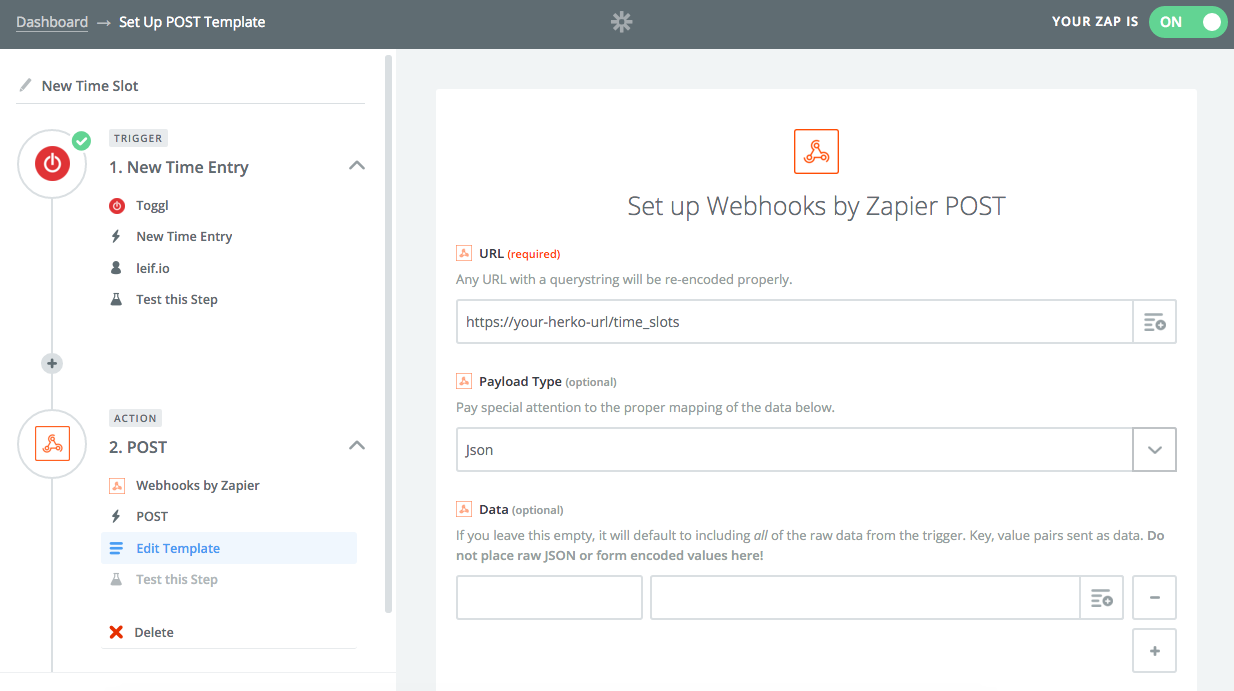 Dashboard → Set Up POST Template
YOUR ZAP IS ON
New Time Slot
TRIGGER
1. New Time Entry
Toggl
New Time Entry
leif.io
Test this Step
ACTION
2. POST
Webhooks by Zapier
POST
Edit Template
Test this Step
Delete
Set up Webhooks by Zapier POST
URL (required)
Any URL with a querystring will be re-encoded properly.
https://your-herko-url/time_slots
Payload Type (optional)
Pay special attention to the proper mapping of the data below.
Json
Data (optional)
If you leave this empty, it will default to including all of the raw data from the trigger. Key, value pairs sent as data. Do
not place raw JSON or form encoded values here!